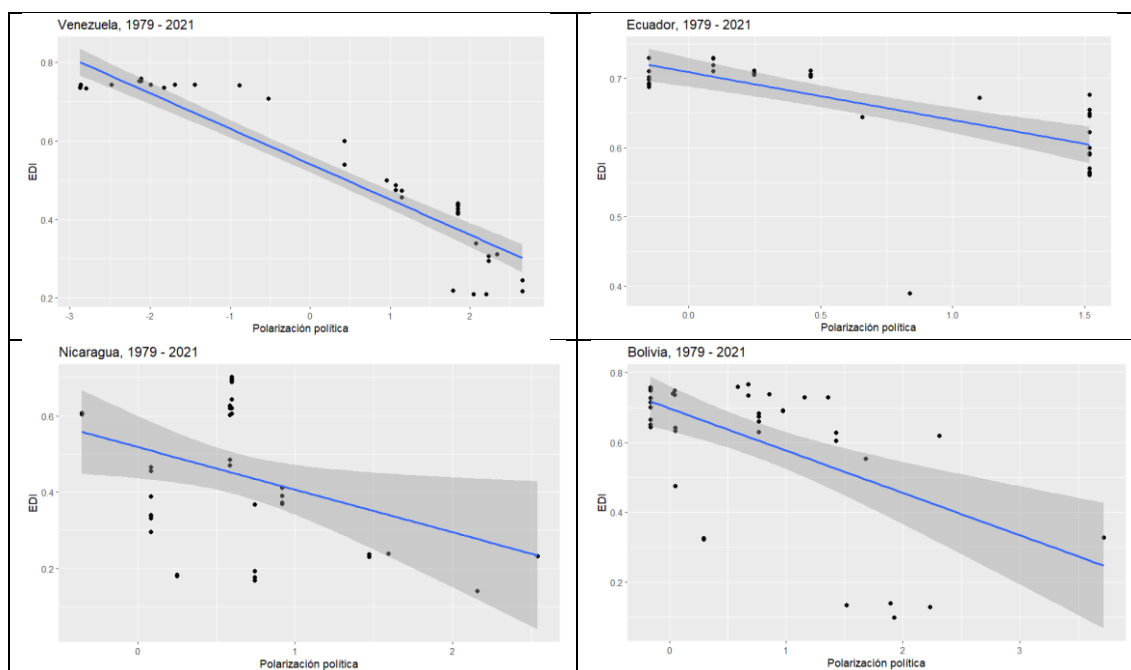 Venezuela, 1979 - 2021
EDI
0.8
0.6
0.4
0.2
-3
-2
-1
0
1
2
Polarización política
Ecuador, 1979 - 2021
EDI
0.7
0.6
0.5
0.4
0.0
0.5
1.0
1.5
Polarización política
Nicaragua, 1979 - 2021
EDI
0.6
0.4
0.2
0
1
2
Polarización política
Bolivia, 1979 - 2021
EDI
0.8
0.6
0.4
0.2
0
1
2
3
Polarización política